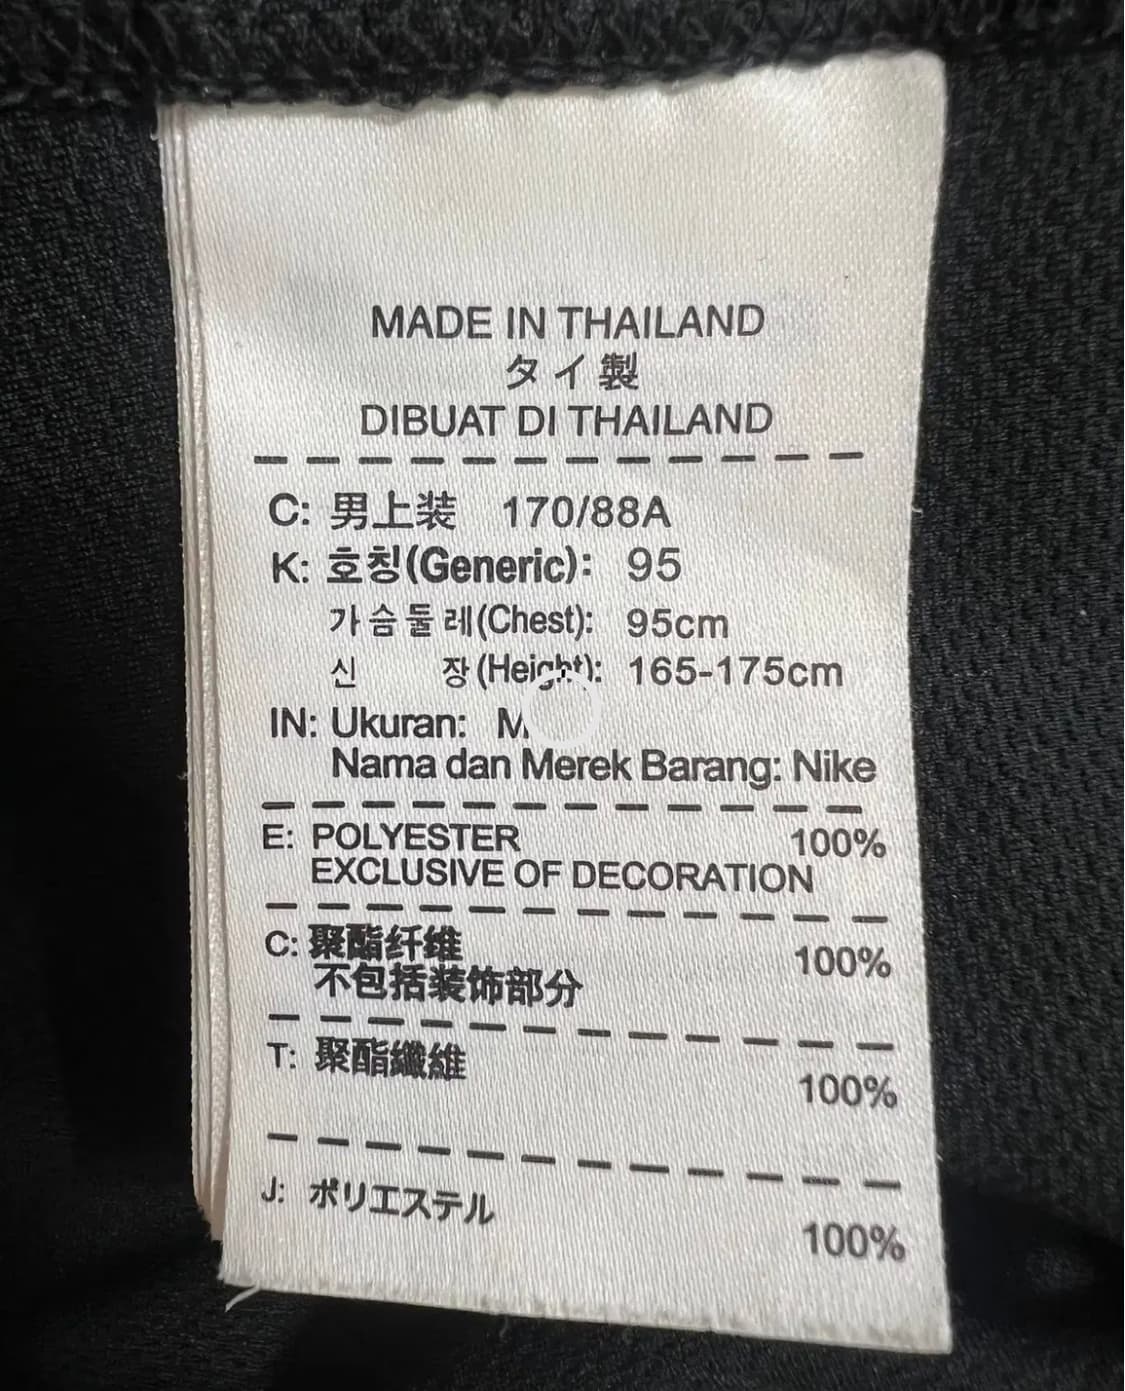 MADE IN THAILAND
タイ製
DIBUAT DI THAILAND
C: 男上装 170/88A
K: 호칭(Generic): 95
가슴둘레(Chest): 95cm
신 장(Height): 165-175cm
IN: Ukuran: M
Nama dan Merek Barang: Nike
E: POLYESTER 100%
EXCLUSIVE OF DECORATION
C: 聚酯纤维 100%
不包括装饰部分
T: 聚酯纖維 100%
J: ポリエステル 100%